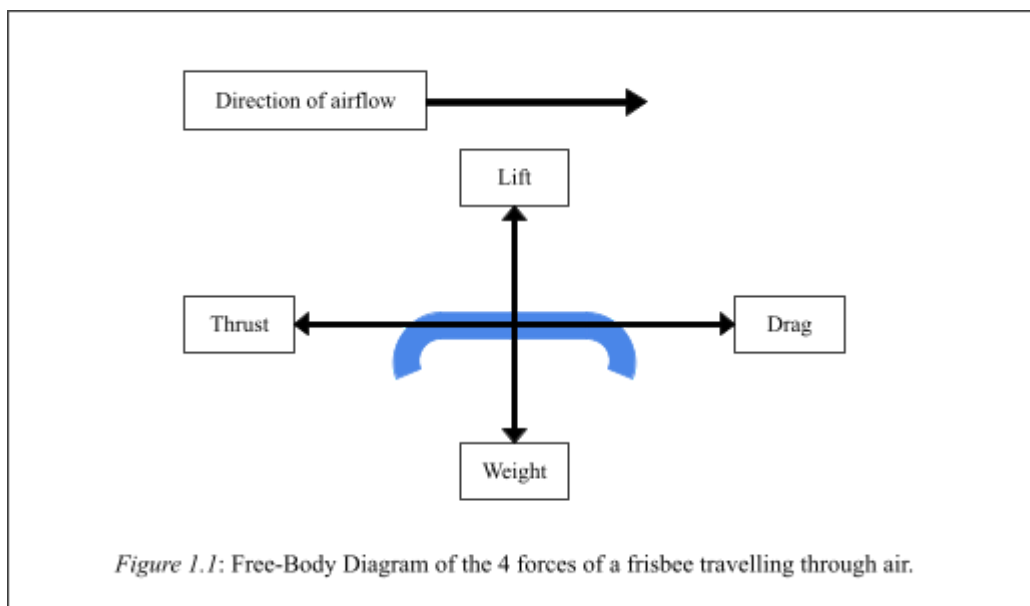 Direction of airflow
Lift
Thrust
Drag
Weight
Figure 1.1: Free-Body Diagram of the 4 forces of a frisbee travelling through air.